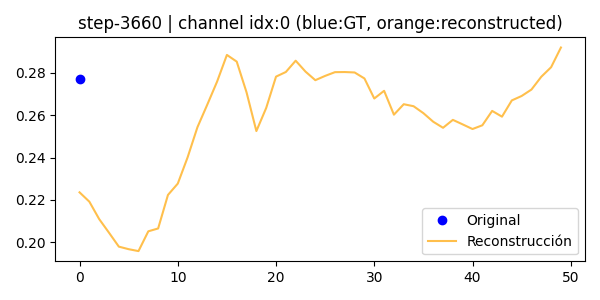 step-3660 | channel idx:0 (blue:GT, orange:reconstructed)
0.28
0.26
0.24
0.22
0.20
Original
Reconstrucción
0 10 20 30 40 50